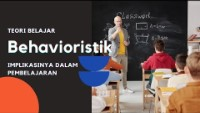 TEORI BELAJAR
Behavioristik
IMPLIKASINYA DALAM
PEMBELAJARAN